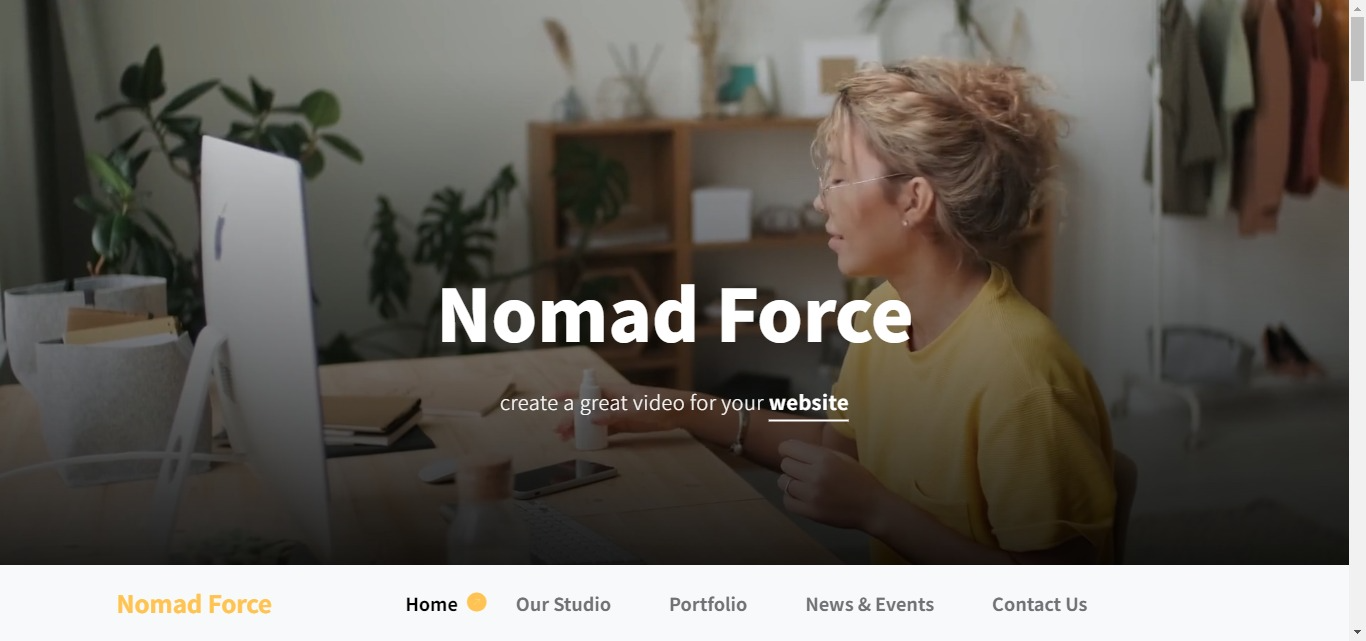 Nomad Force
create a great video for your website
Nomad Force
Home
Our Studio
Portfolio
News & Events
Contact Us